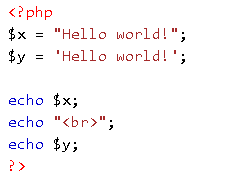 <?php
$x = "Hello world!";
$y = 'Hello world!';

echo $x;
echo "<br>";
echo $y;
?>